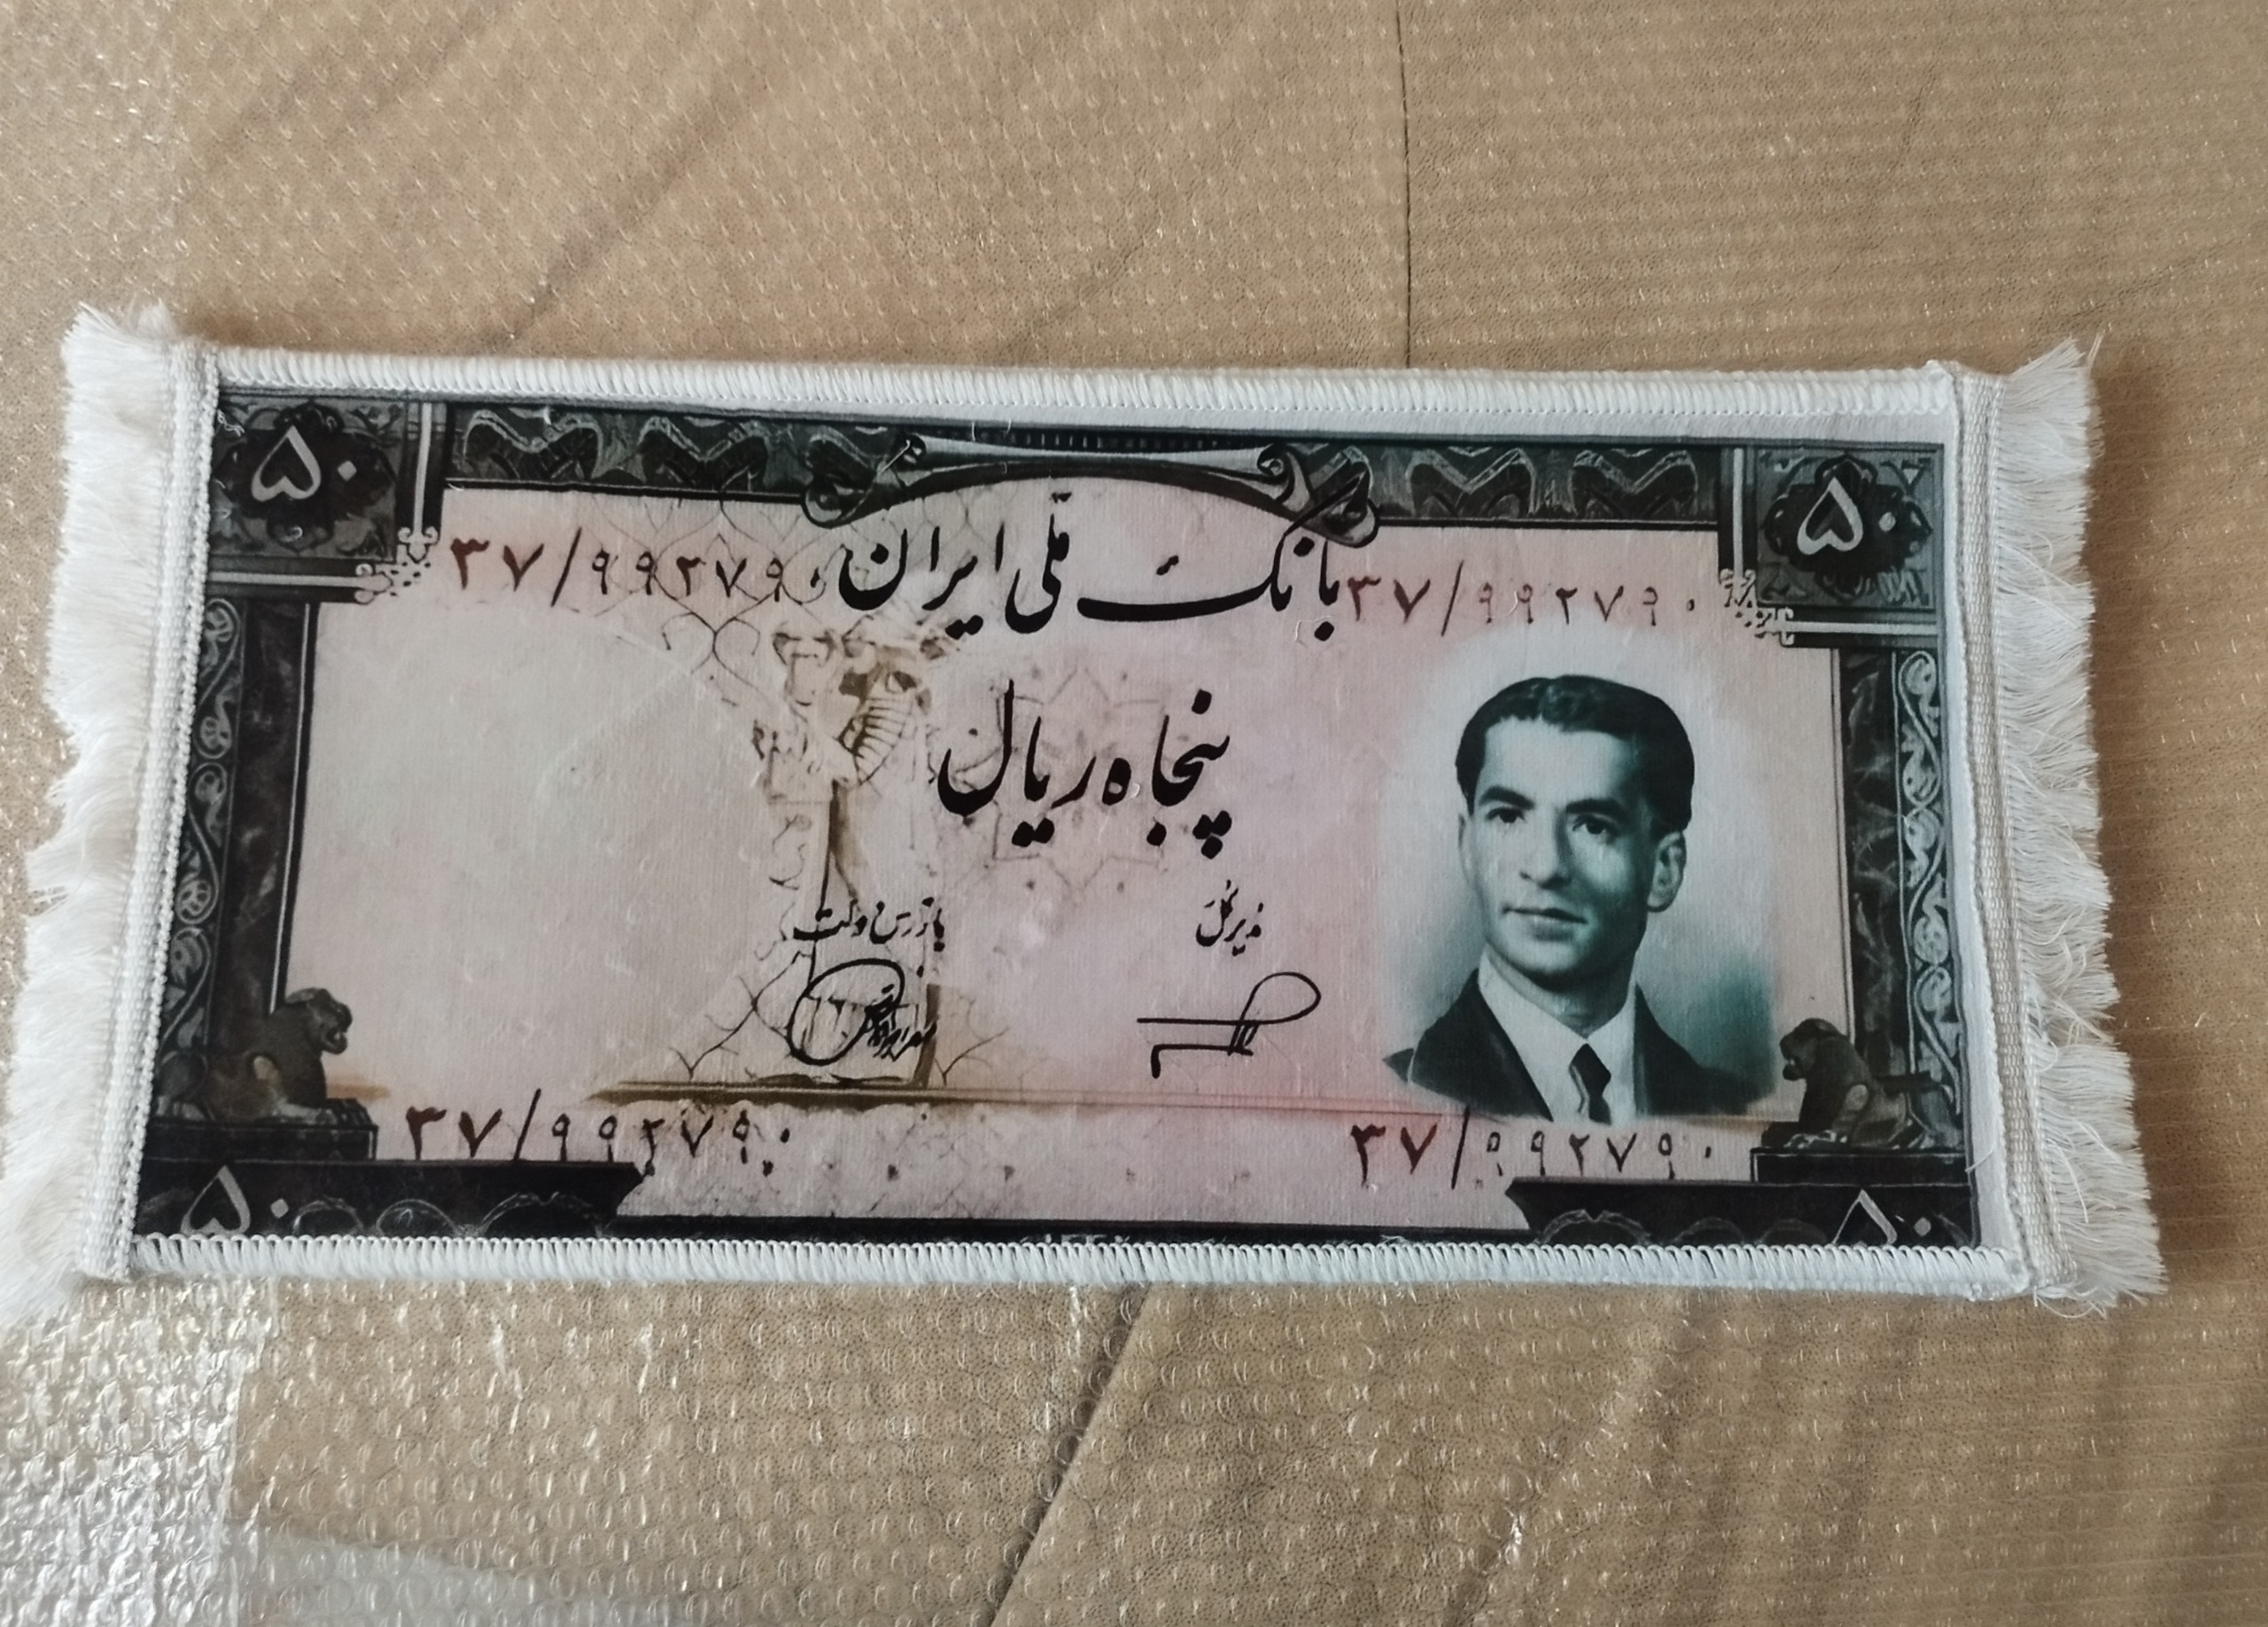 ۵۰
۵۰
بانک ملّی ایران
۳۷/۹۹۲۷۹۰
۳۷/۹۹۲۷۹۰
پنجاه ریال
مدیر کل
بازرس دولت
۳۷/۹۹۲۷۹۰
۳۷/۹۹۲۷۹۰
۵۰
۵۰